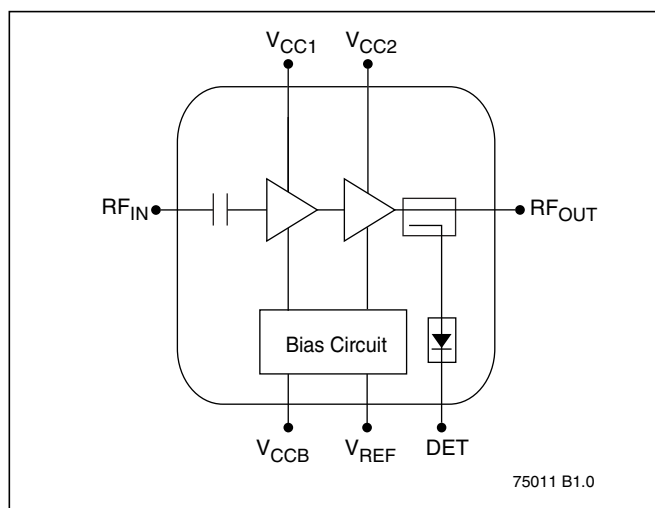 VCC1 VCC2
RFIN RFOUT
Bias Circuit
VCCB VREF DET
75011 B1.0